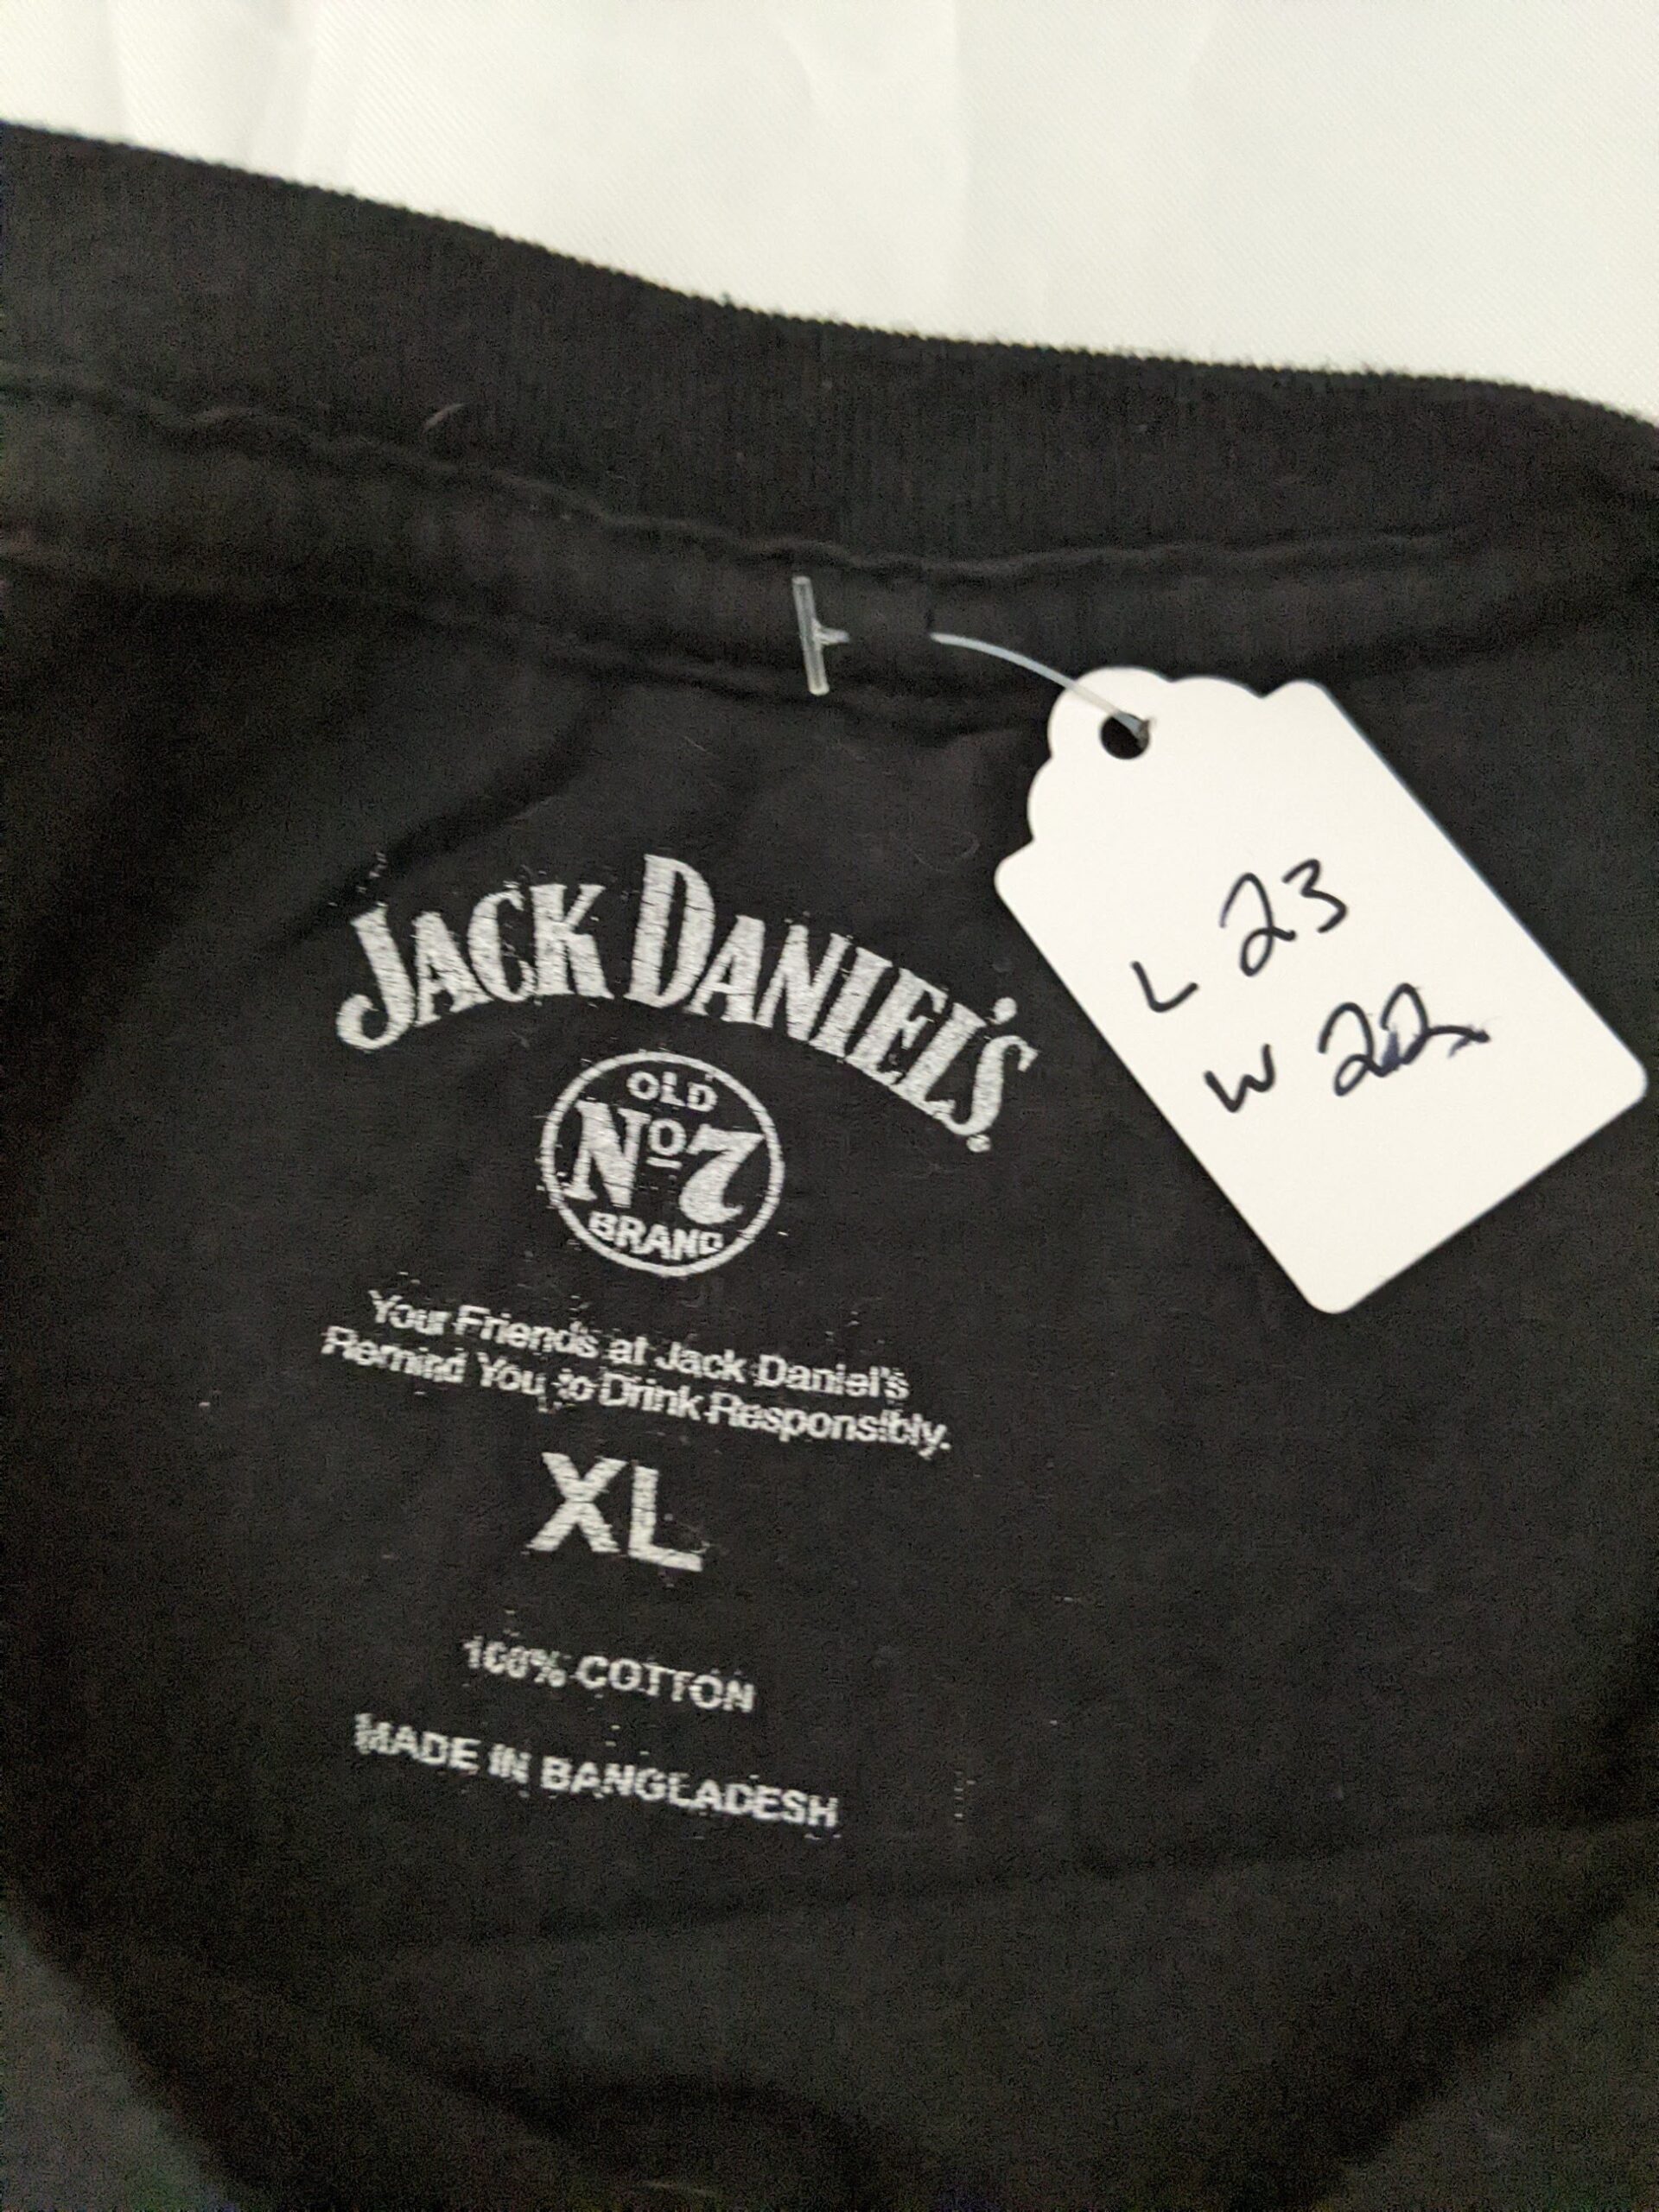 JACK DANIEL'S
OLD
Nº7
BRAND
Your Friends at Jack Daniel's
Remind You to Drink Responsibly.
XL
100% COTTON
MADE IN BANGLADESH
L 23
W 22